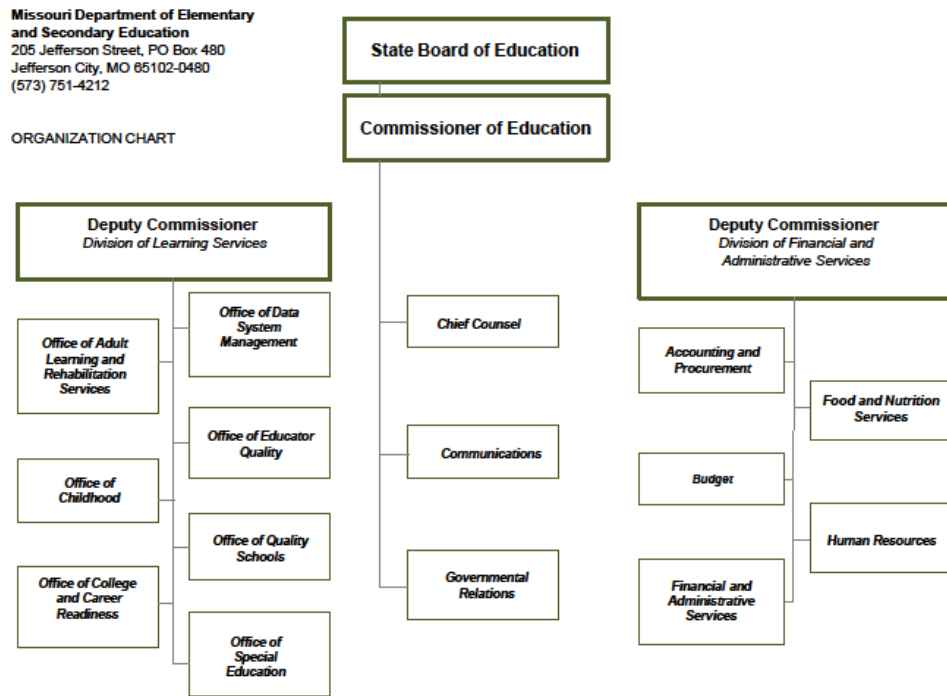 Missouri Department of Elementary
and Secondary Education
205 Jefferson Street, PO Box 480
Jefferson City, MO 65102-0480
(573) 751-4212
ORGANIZATION CHART
State Board of Education
Commissioner of Education
Deputy Commissioner
Division of Learning Services
Office of Adult
Learning and
Rehabilitation
Services
Office of Data
System
Management
Office of Educator
Quality
Office of
Childhood
Office of Quality
Schools
Office of College
and Career
Readiness
Office of
Special
Education
Chief Counsel
Communications
Governmental
Relations
Deputy Commissioner
Division of Financial and
Administrative Services
Accounting and
Procurement
Food and Nutrition
Services
Budget
Human Resources
Financial and
Administrative
Services